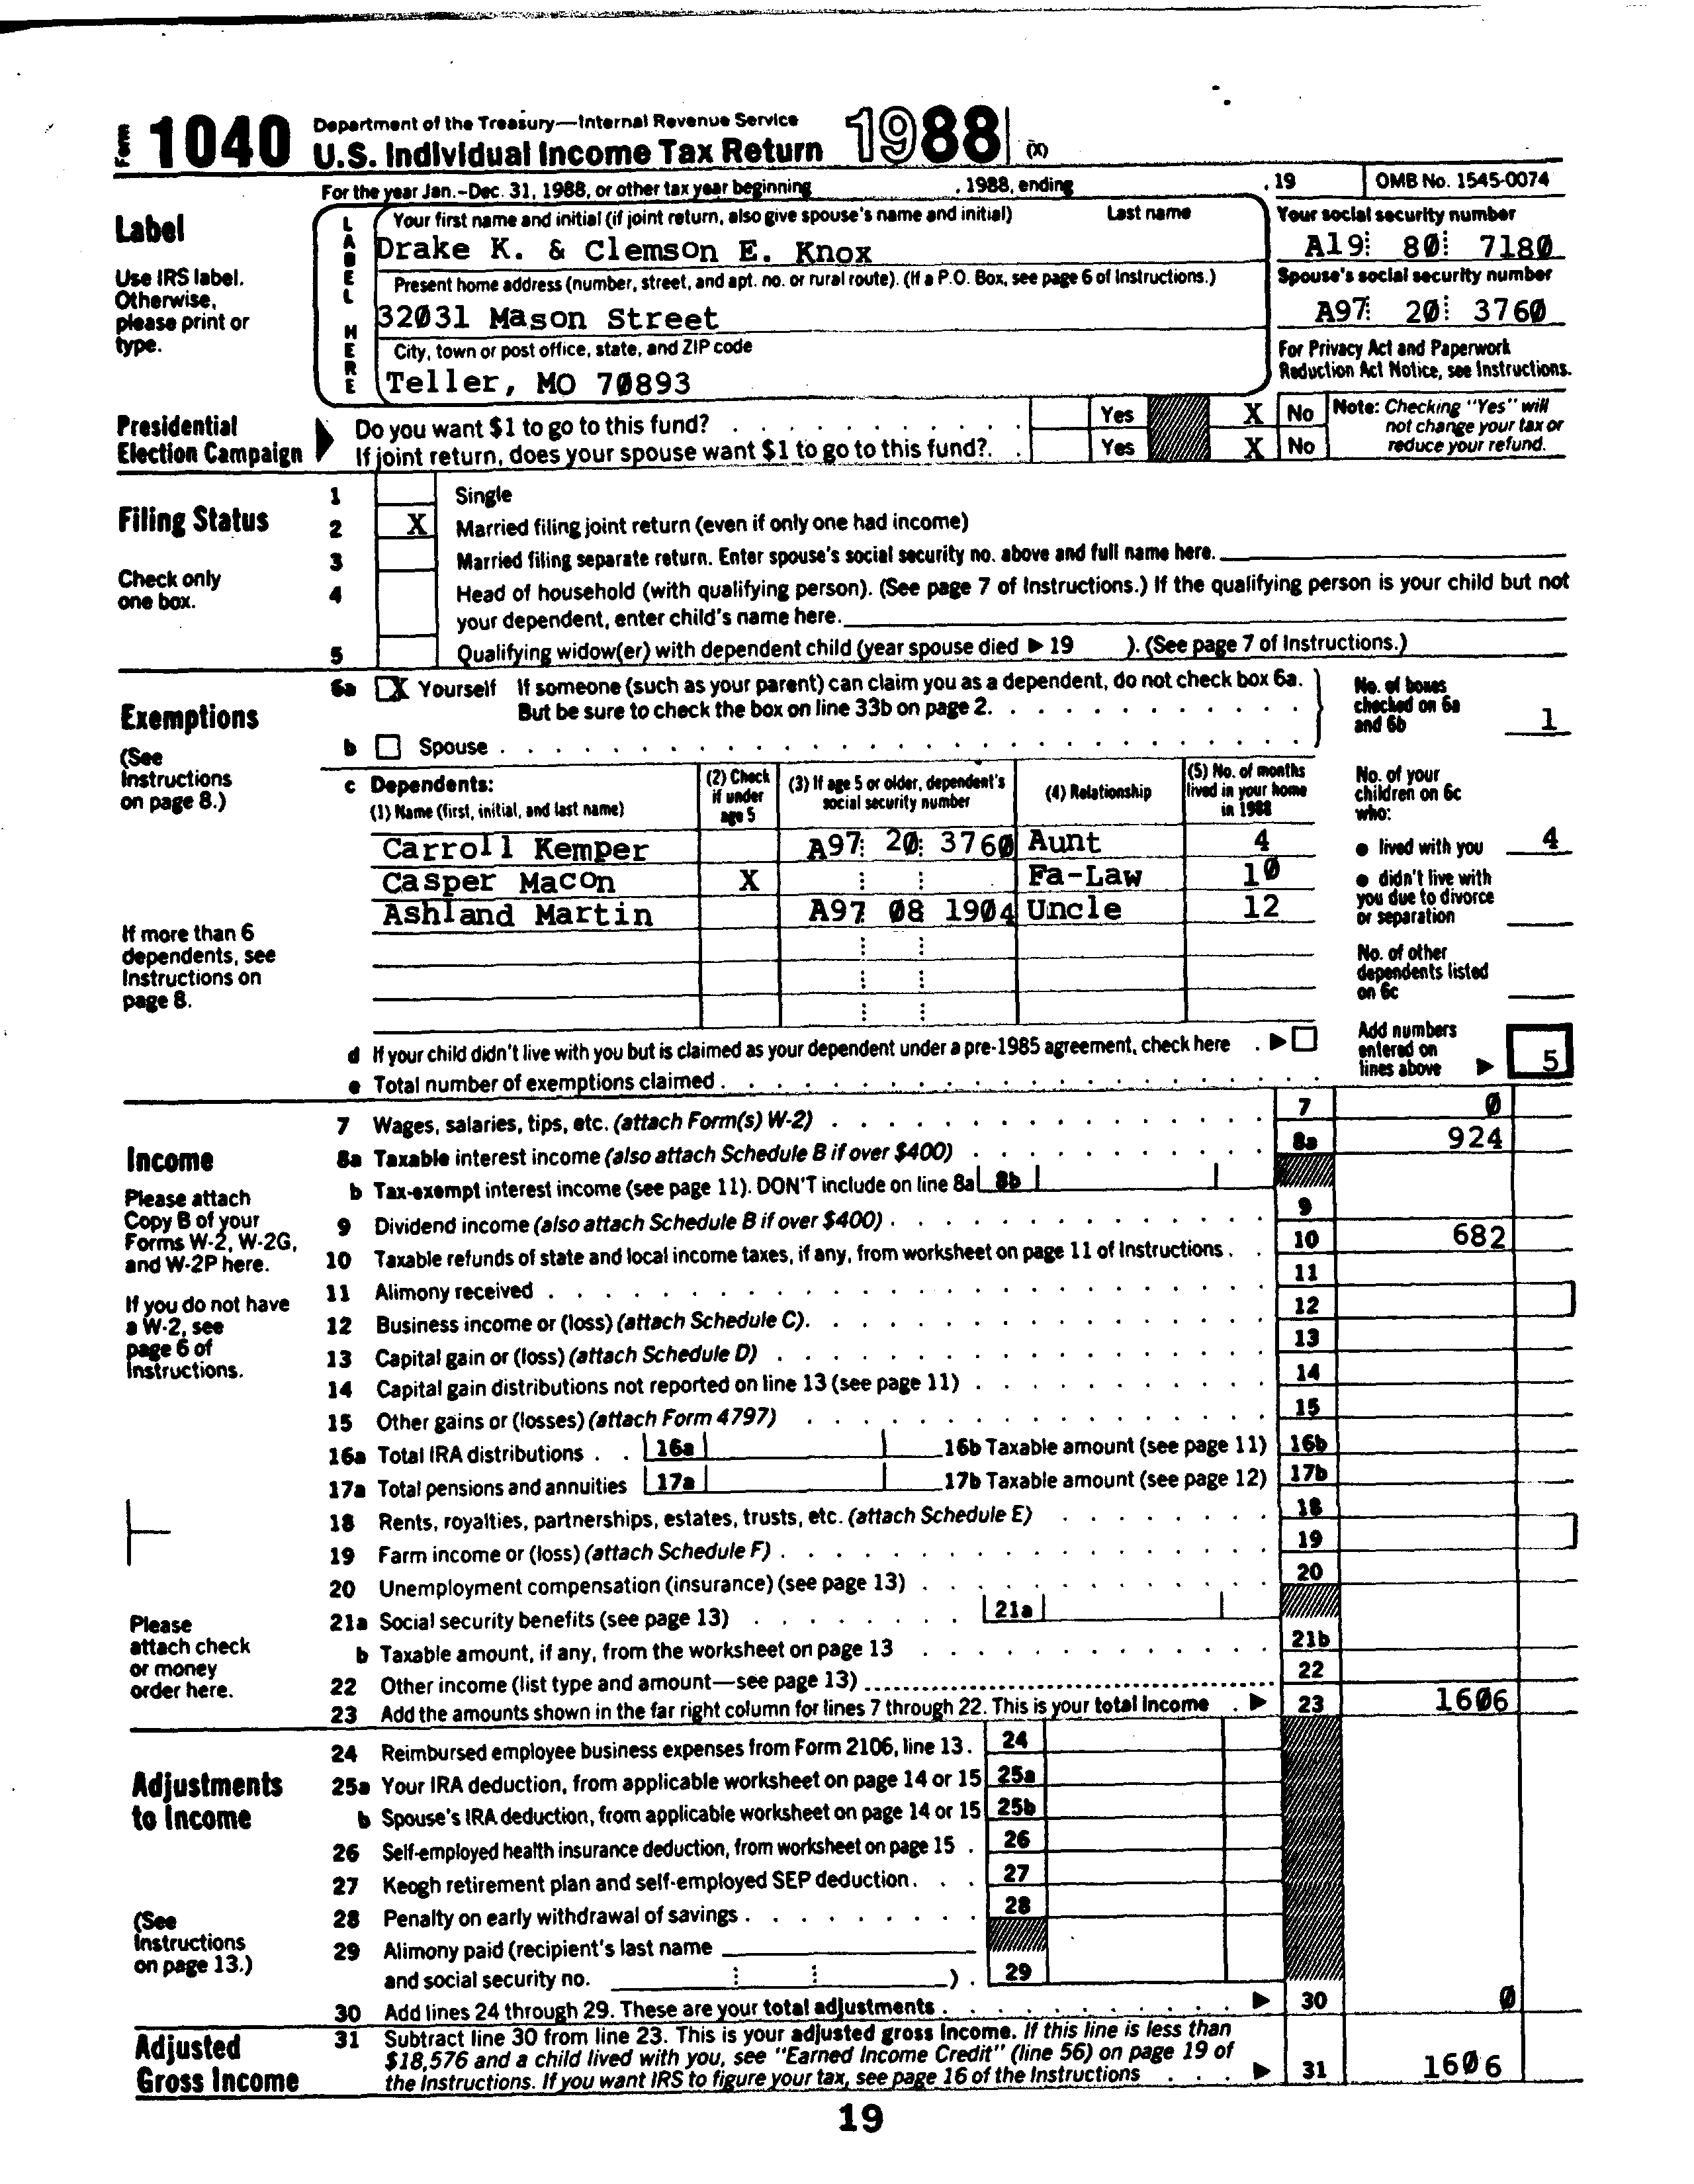 Form 1040 Department of the Treasury—Internal Revenue Service
U.S. Individual Income Tax Return 1988 (X)
For the year Jan.-Dec. 31, 1988, or other tax year beginning , 1988, ending , 19 OMB No. 1545-0074
Label
Use IRS label.
Otherwise,
please print or
type.
LABEL HERE
Your first name and initial (if joint return, also give spouse's name and initial) Last name
Drake K. & Clemson E. Knox
Present home address (number, street, and apt. no. or rural route). (If a P.O. Box, see page 6 of Instructions.)
32031 Mason Street
City, town or post office, state, and ZIP code
Teller, MO 70893
Your social security number
A19 80 7180
Spouse's social security number
A97 20 3760
For Privacy Act and Paperwork
Reduction Act Notice, see Instructions.
Presidential
Election Campaign
Do you want $1 to go to this fund? Yes X No
If joint return, does your spouse want $1 to go to this fund? Yes X No
Note: Checking "Yes" will
not change your tax or
reduce your refund.
Filing Status
Check only
one box.
1 Single
2 X Married filing joint return (even if only one had income)
3 Married filing separate return. Enter spouse's social security no. above and full name here.
4 Head of household (with qualifying person). (See page 7 of Instructions.) If the qualifying person is your child but not
your dependent, enter child's name here.
5 Qualifying widow(er) with dependent child (year spouse died ▶ 19 ). (See page 7 of Instructions.)
Exemptions
(See
Instructions
on page 8.)
If more than 6
dependents, see
Instructions on
page 8.
6a X Yourself If someone (such as your parent) can claim you as a dependent, do not check box 6a.
But be sure to check the box on line 33b on page 2.
b Spouse
No. of boxes
checked on 6a
and 6b 1
c Dependents:
(1) Name (first, initial, and last name)
(2) Check
if under
age 5
(3) If age 5 or older, dependent's
social security number
(4) Relationship
(5) No. of months
lived in your home
in 1988
Carroll Kemper A97 20 3760 Aunt 4
Casper Macon X Fa-Law 10
Ashland Martin A97 08 1904 Uncle 12
No. of your
children on 6c
who:
● lived with you 4
● didn't live with
you due to divorce
or separation
No. of other
dependents listed
on 6c
d If your child didn't live with you but is claimed as your dependent under a pre-1985 agreement, check here ▶
e Total number of exemptions claimed
Add numbers
entered on
lines above ▶ 5
Income
Please attach
Copy B of your
Forms W-2, W-2G,
and W-2P here.
If you do not have
a W-2, see
page 6 of
Instructions.
Please
attach check
or money
order here.
7 Wages, salaries, tips, etc. (attach Form(s) W-2) 7 0
8a Taxable interest income (also attach Schedule B if over $400) 8a 924
b Tax-exempt interest income (see page 11). DON'T include on line 8a 8b
9 Dividend income (also attach Schedule B if over $400) 9
10 Taxable refunds of state and local income taxes, if any, from worksheet on page 11 of Instructions 10 682
11 Alimony received 11
12 Business income or (loss) (attach Schedule C) 12
13 Capital gain or (loss) (attach Schedule D) 13
14 Capital gain distributions not reported on line 13 (see page 11) 14
15 Other gains or (losses) (attach Form 4797) 15
16a Total IRA distributions 16a 16b Taxable amount (see page 11) 16b
17a Total pensions and annuities 17a 17b Taxable amount (see page 12) 17b
18 Rents, royalties, partnerships, estates, trusts, etc. (attach Schedule E) 18
19 Farm income or (loss) (attach Schedule F) 19
20 Unemployment compensation (insurance) (see page 13) 20
21a Social security benefits (see page 13) 21a
b Taxable amount, if any, from the worksheet on page 13 21b
22 Other income (list type and amount—see page 13) 22
23 Add the amounts shown in the far right column for lines 7 through 22. This is your total income ▶ 23 1606
Adjustments
to Income
(See
Instructions
on page 13.)
24 Reimbursed employee business expenses from Form 2106, line 13. 24
25a Your IRA deduction, from applicable worksheet on page 14 or 15 25a
b Spouse's IRA deduction, from applicable worksheet on page 14 or 15 25b
26 Self-employed health insurance deduction, from worksheet on page 15 26
27 Keogh retirement plan and self-employed SEP deduction 27
28 Penalty on early withdrawal of savings 28
29 Alimony paid (recipient's last name
and social security no. ) 29
30 Add lines 24 through 29. These are your total adjustments ▶ 30 0
Adjusted
Gross Income
31 Subtract line 30 from line 23. This is your adjusted gross income. If this line is less than
$18,576 and a child lived with you, see "Earned Income Credit" (line 56) on page 19 of
the Instructions. If you want IRS to figure your tax, see page 16 of the Instructions ▶ 31 1606
19